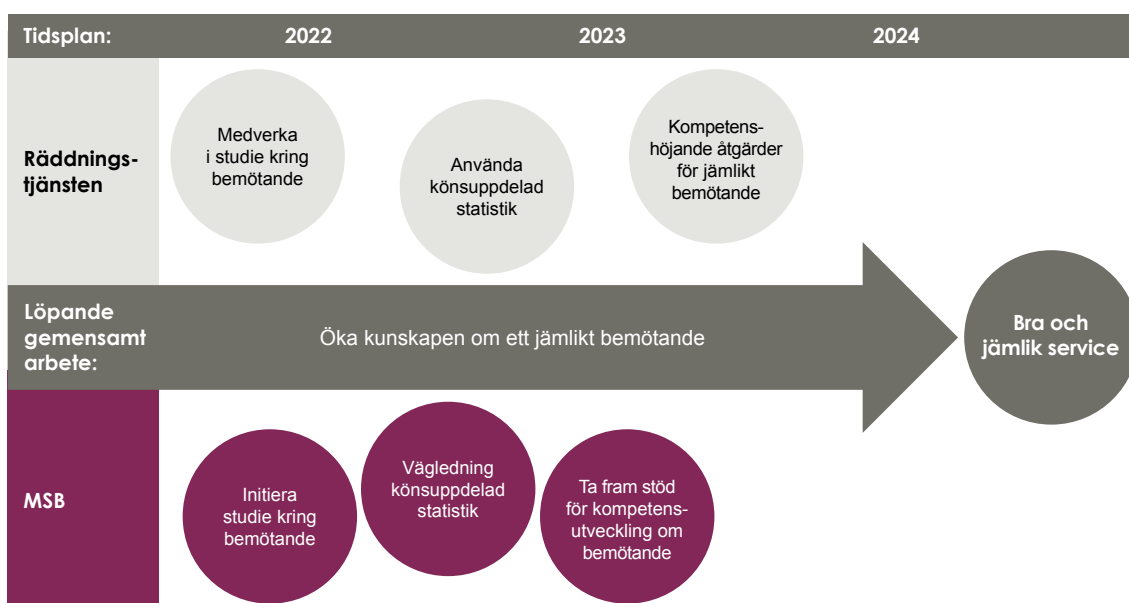 Tidsplan: 2022 2023 2024
Räddnings-
tjänsten
Medverka
i studie kring
bemötande
Använda
könsuppdelad
statistik
Kompetens-
höjande åtgärder
för jämlikt
bemötande
Löpande
gemensamt
arbete:
Öka kunskapen om ett jämlikt bemötande
Bra och
jämlik service
MSB
Initiera
studie kring
bemötande
Vägledning
könsuppdelad
statistik
Ta fram stöd
för kompetens-
utveckling om
bemötande